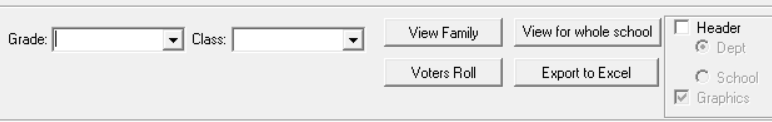 Grade:
Class:
View Family
View for whole school
Voters Roll
Export to Excel
Header
Dept
School
Graphics